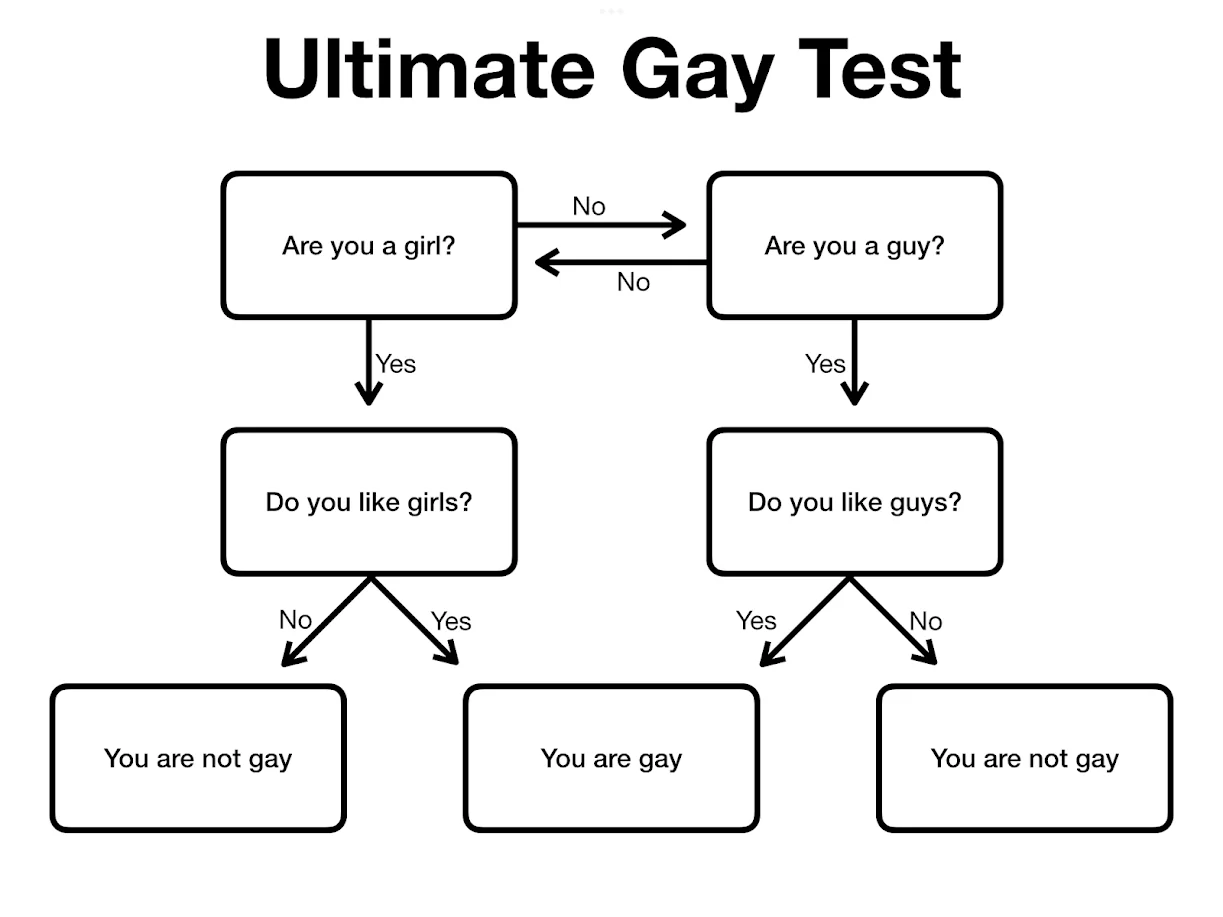 Ultimate Gay Test
Are you a girl?
No
No
Are you a guy?
Yes
Yes
Do you like girls?
Do you like guys?
No
Yes
Yes
No
You are not gay
You are gay
You are not gay